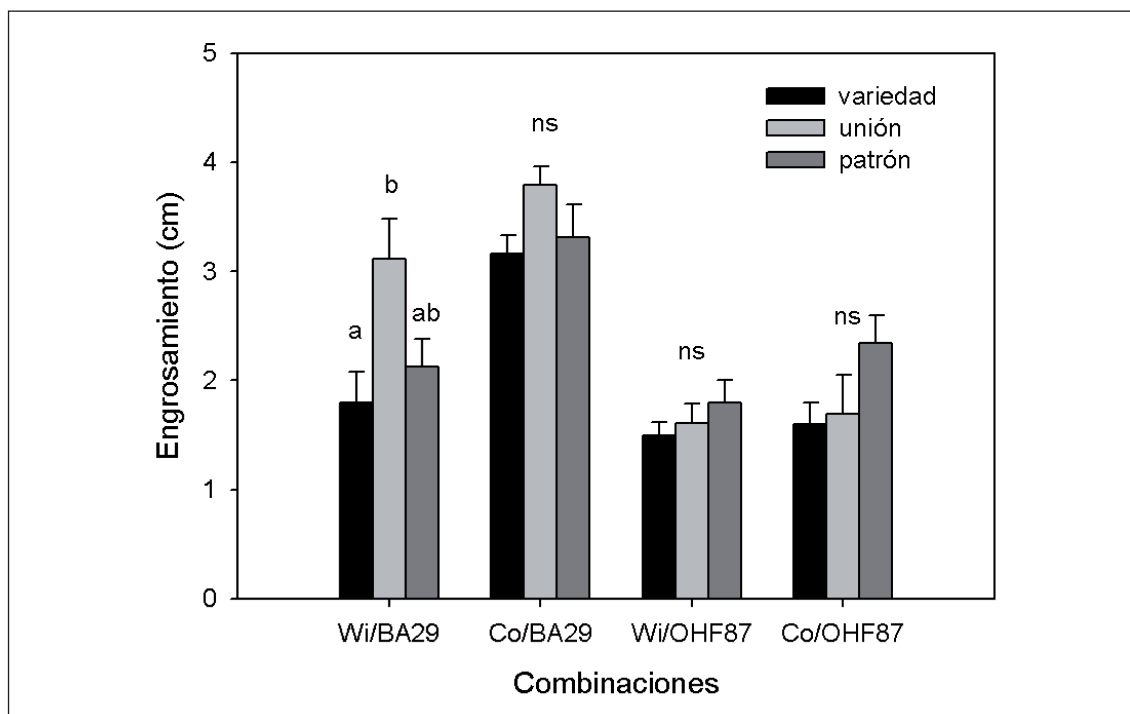 5
variedad
ns
unión
patrón
4
b
3
ab
ns
a
ns
2
1
0
Engrosamiento (cm)
Wi/BA29 Co/BA29 Wi/OHF87 Co/OHF87
Combinaciones